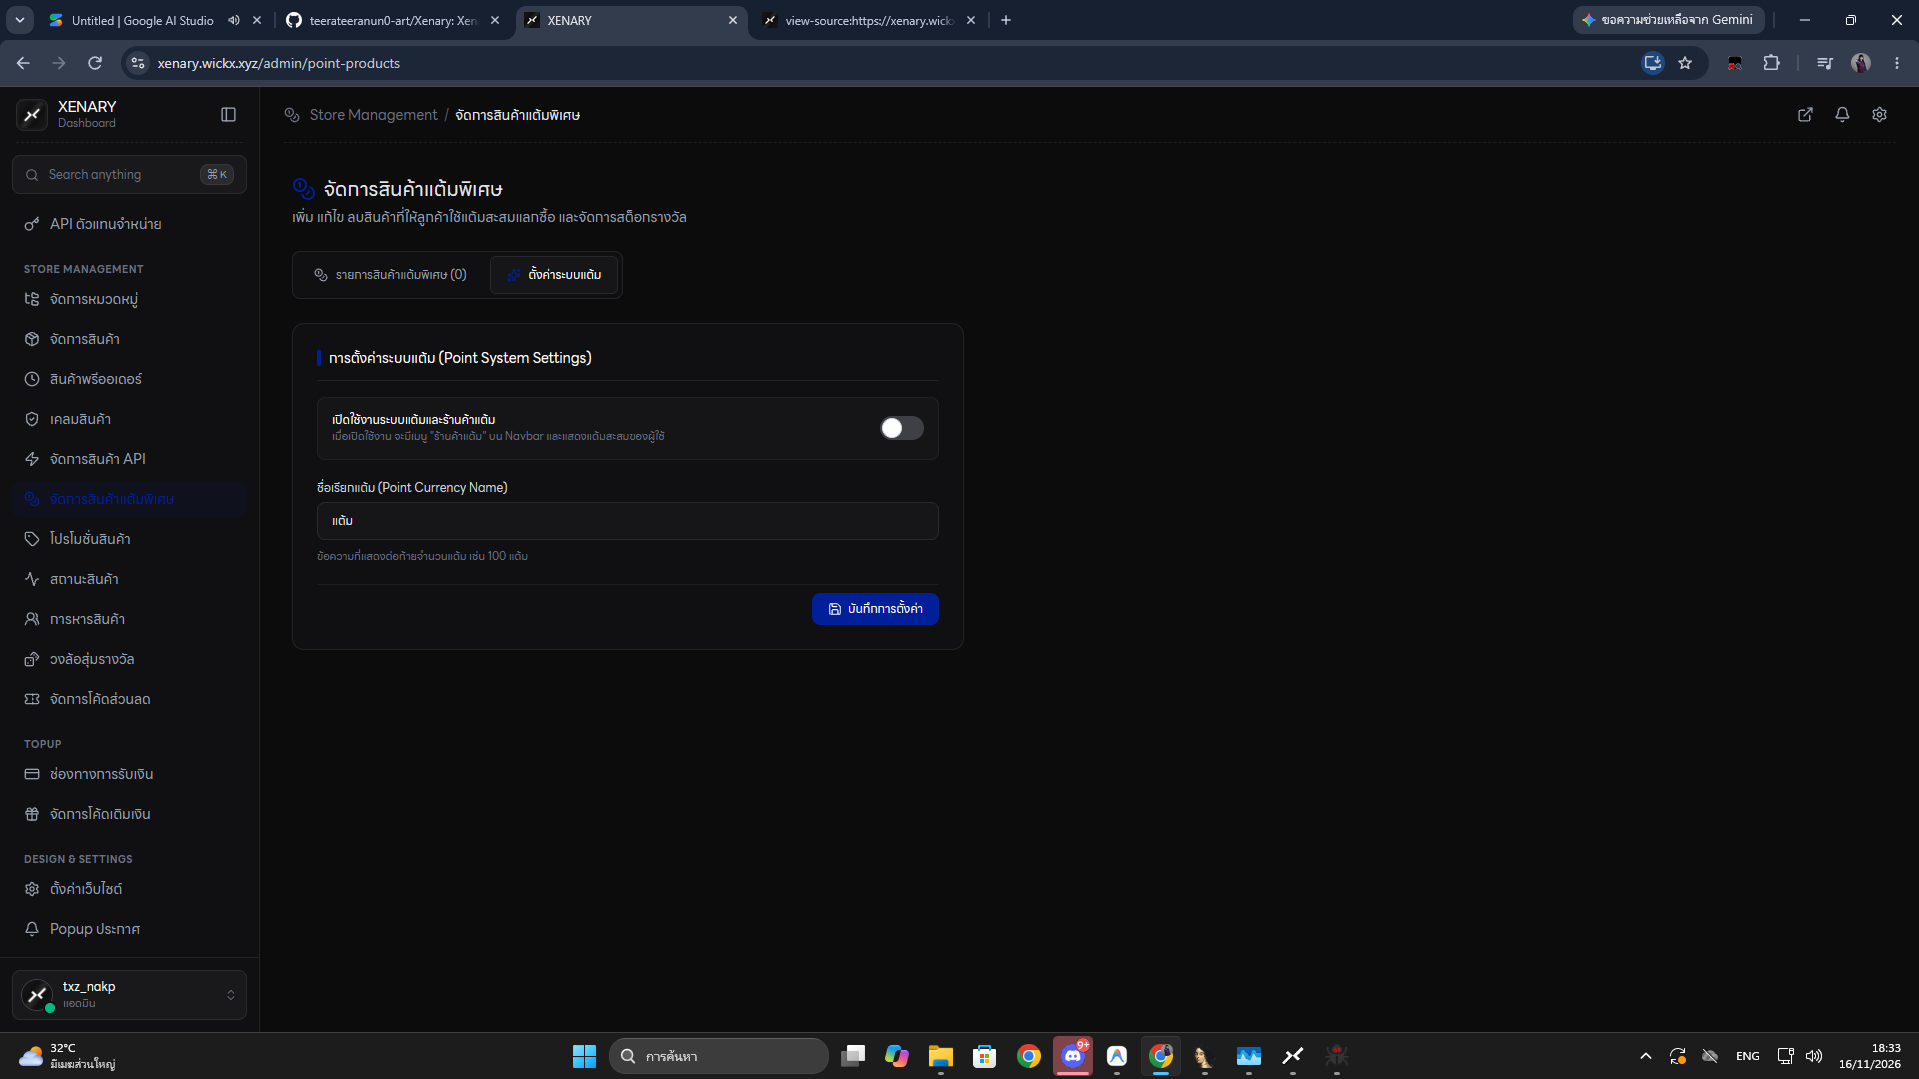 Untitled | Google AI Studio
teerateeranun0-art/Xenary: Xen
XENARY
view-source:https://xenary.wick
ขอความช่วยเหลือจาก Gemini
xenary.wickx.xyz/admin/point-products
XENARY
Dashboard
Search anything
⌘ K
API ตัวแทนจำหน่าย
STORE MANAGEMENT
จัดการหมวดหมู่
จัดการสินค้า
สินค้าพรีออเดอร์
เคลมสินค้า
จัดการสินค้า API
จัดการสินค้าแต้มพิเศษ
โปรโมชั่นสินค้า
สถานะสินค้า
การหารสินค้า
วงล้อสุ่มรางวัล
จัดการโค้ดส่วนลด
TOPUP
ช่องทางการรับเงิน
จัดการโค้ดเติมเงิน
DESIGN & SETTINGS
ตั้งค่าเว็บไซต์
Popup ประกาศ
txz_nakp
แอดมิน
Store Management / จัดการสินค้าแต้มพิเศษ
จัดการสินค้าแต้มพิเศษ
เพิ่ม แก้ไข ลบสินค้าที่ให้ลูกค้าใช้แต้มสะสมแลกซื้อ และจัดการสต็อกรางวัล
รายการสินค้าแต้มพิเศษ (0)
ตั้งค่าระบบแต้ม
การตั้งค่าระบบแต้ม (Point System Settings)
เปิดใช้งานระบบแต้มและร้านค้าแต้ม
เมื่อเปิดใช้งาน จะมีเมนู "ร้านค้าแต้ม" บน Navbar และแสดงแต้มสะสมของผู้ใช้
ชื่อเรียกแต้ม (Point Currency Name)
แต้ม
ข้อความที่แสดงต่อท้ายจำนวนแต้ม เช่น 100 แต้ม
บันทึกการตั้งค่า
32°C
มีเมฆส่วนใหญ่
การค้นหา
9+
ENG
18:33
16/11/2026